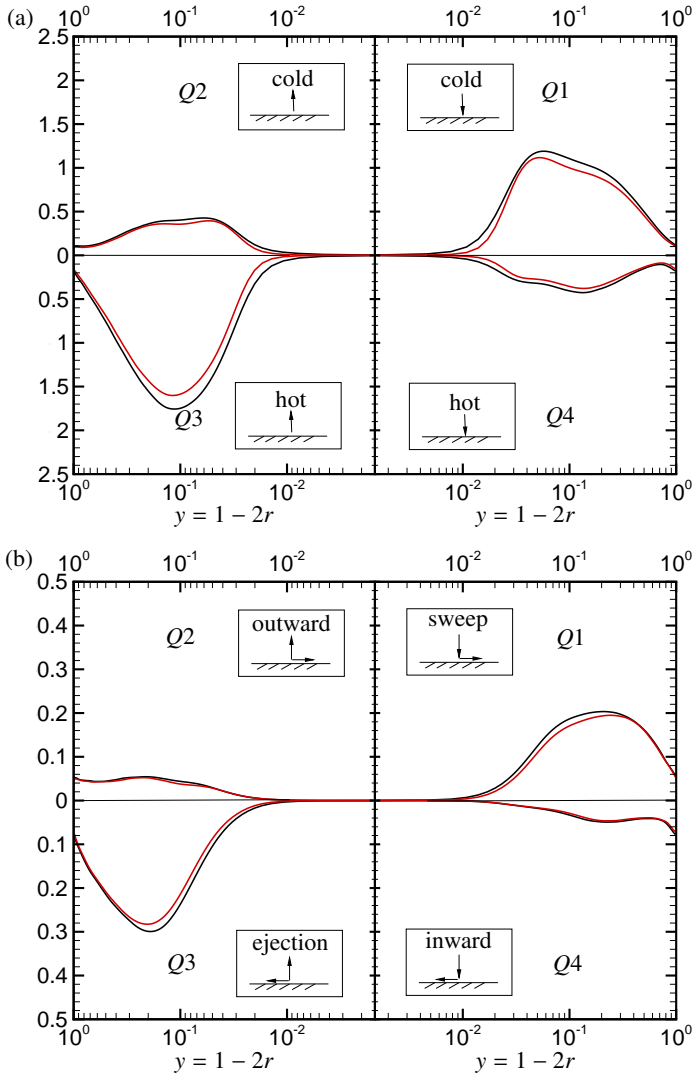 (a)
10⁰ 10⁻¹ 10⁻² 10⁻² 10⁻¹ 10⁰
2.5
cold cold
Q2 Q1
2
1.5
1
0.5
0
0.5
1
1.5
hot hot
Q3 Q4
2
2.5
10⁰ 10⁻¹ 10⁻² 10⁻² 10⁻¹ 10⁰
y = 1 − 2r y = 1 − 2r
(b)
10⁰ 10⁻¹ 10⁻² 10⁻² 10⁻¹ 10⁰
0.5
outward sweep
Q2 Q1
0.4
0.3
0.2
0.1
0
0.1
0.2
0.3
ejection inward
Q3 Q4
0.4
0.5
10⁰ 10⁻¹ 10⁻² 10⁻² 10⁻¹ 10⁰
y = 1 − 2r y = 1 − 2r